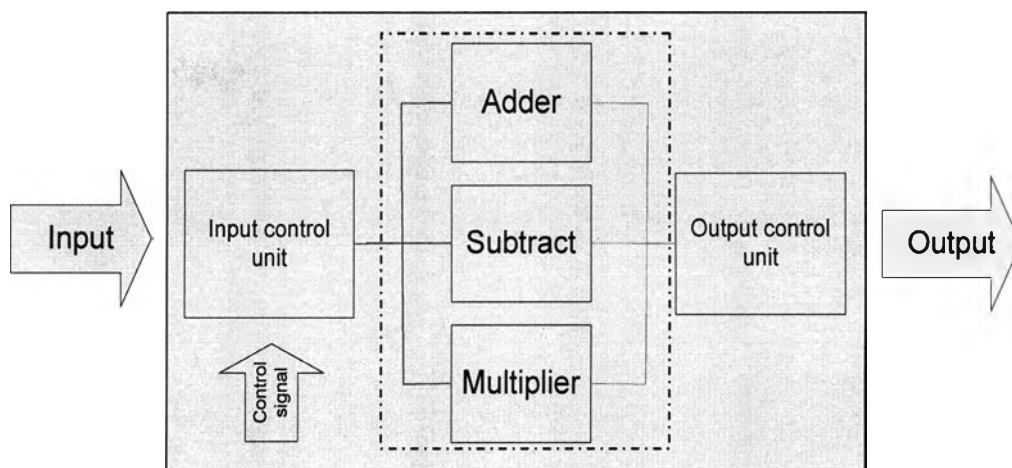 Input
Input control
unit
Control
signal
Adder
Subtract
Multiplier
Output control
unit
Output